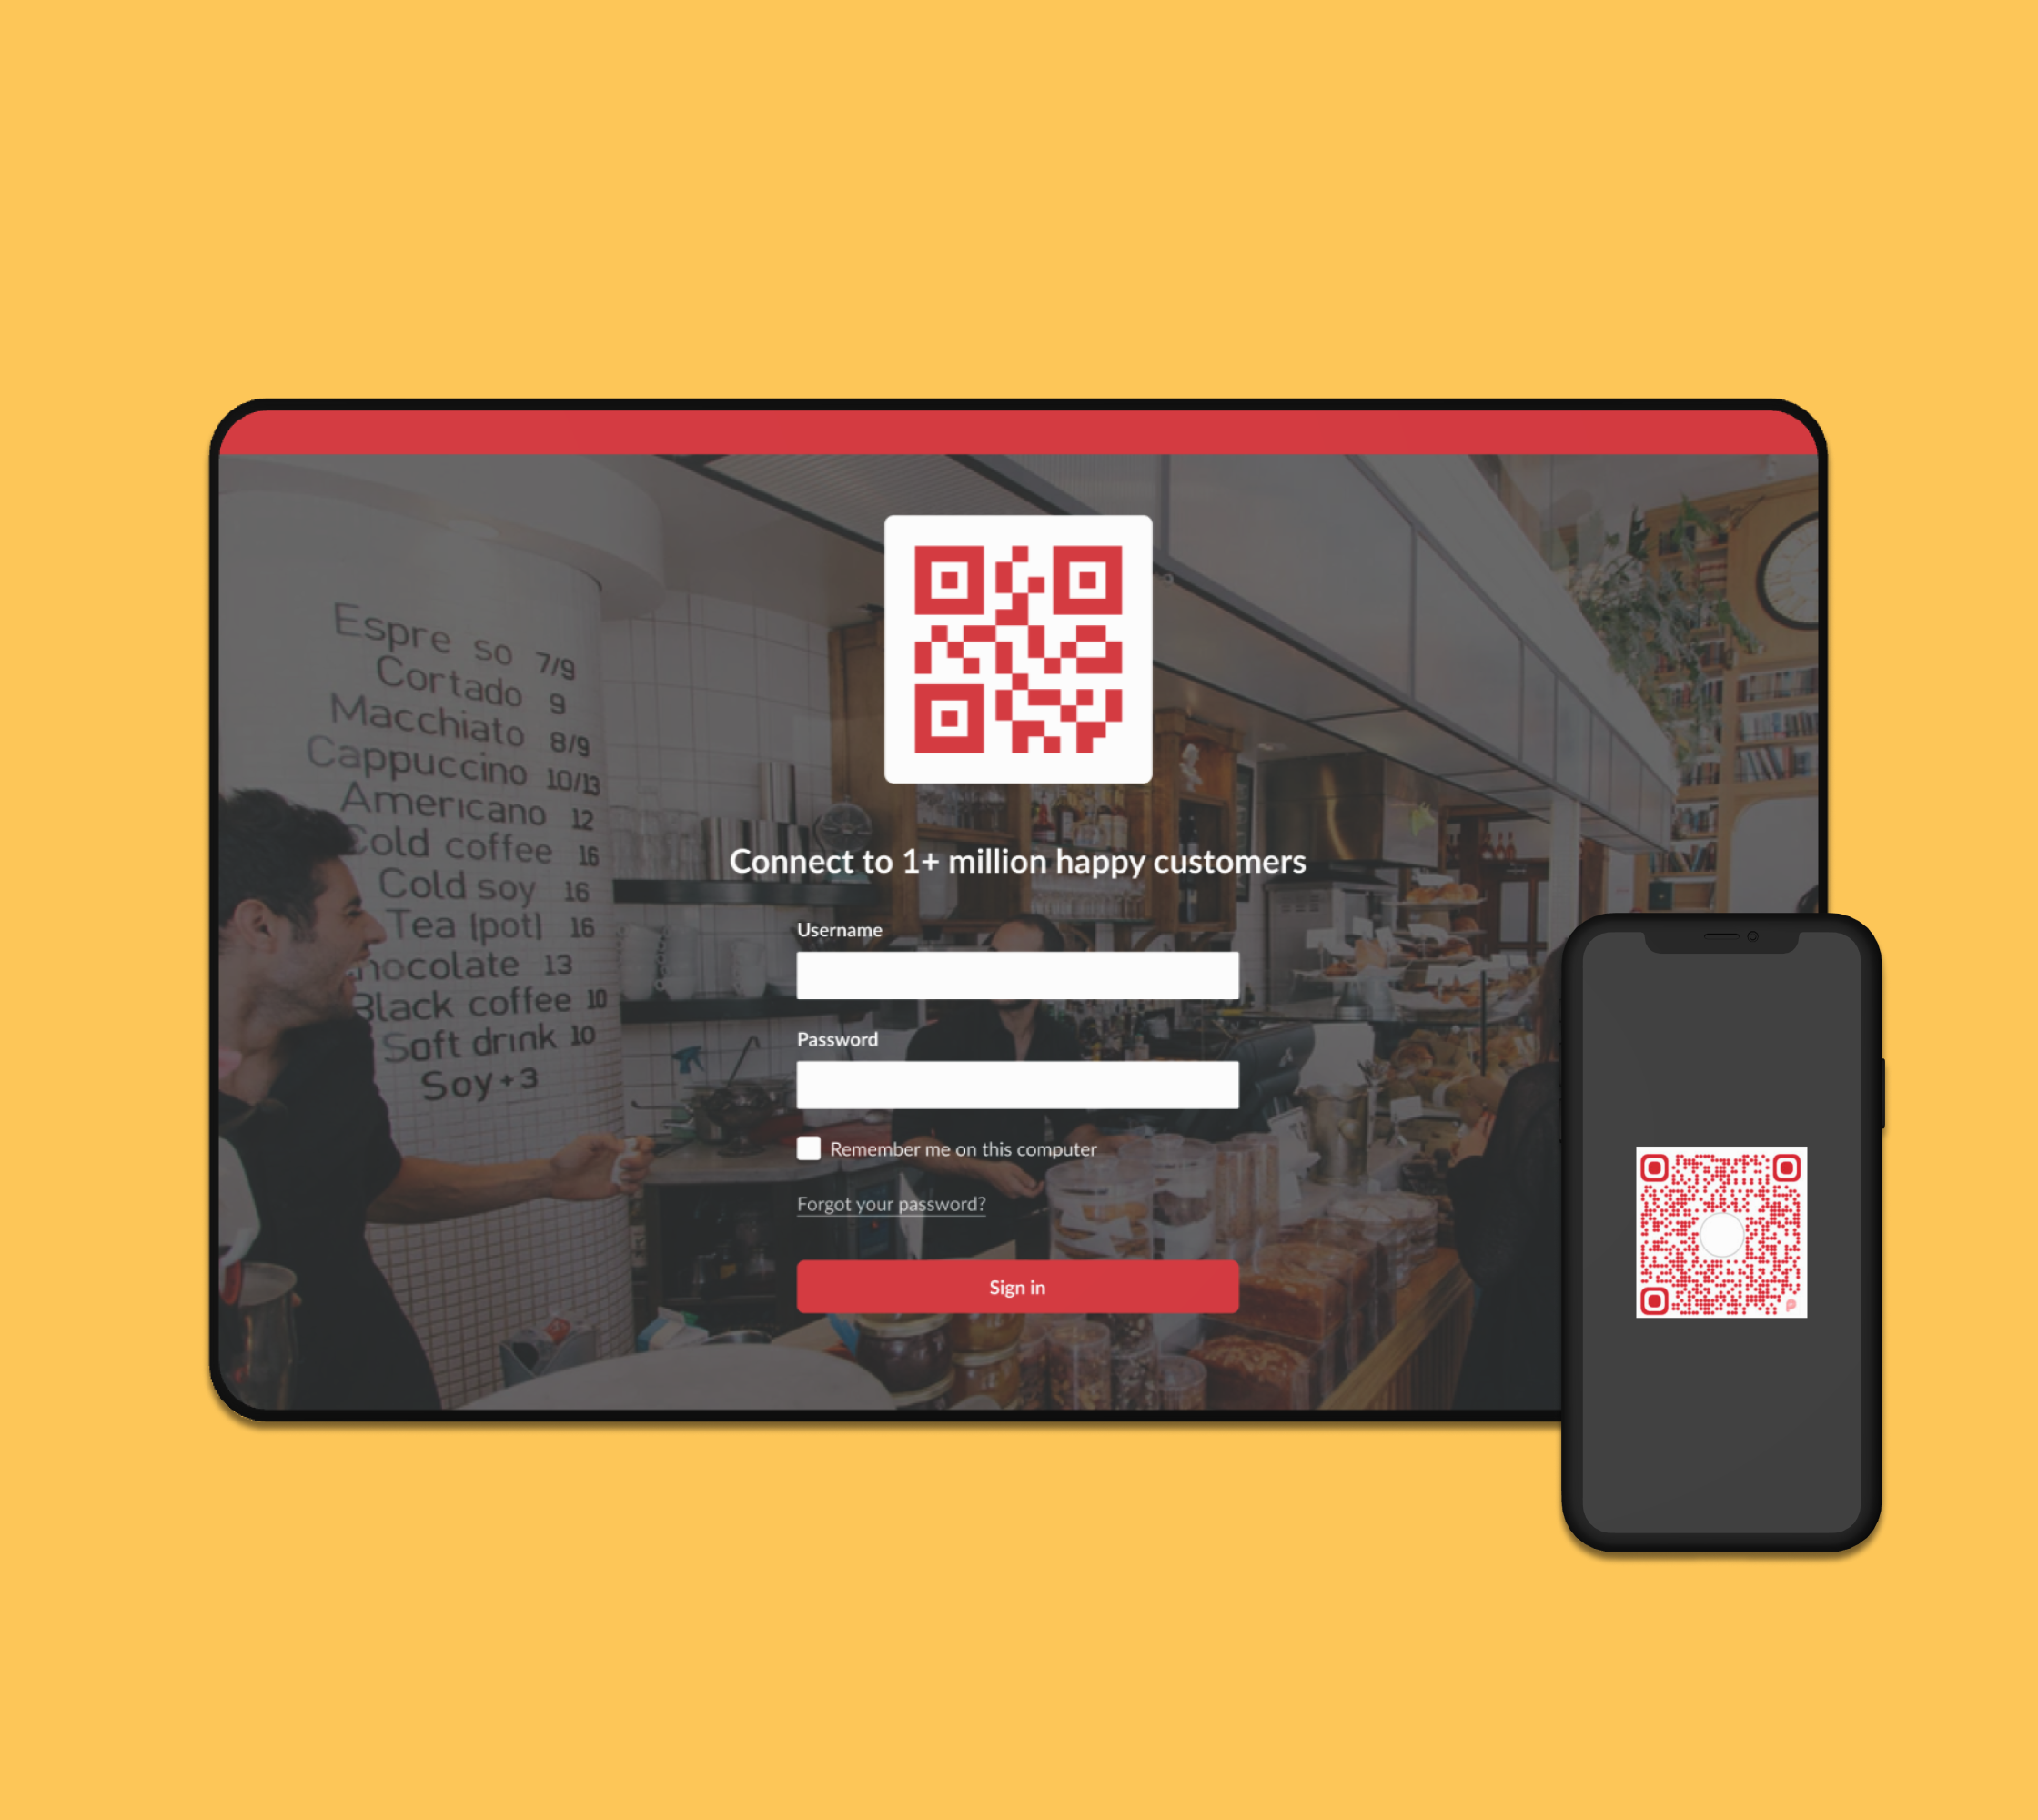 Espre so 7/9
Cortado 9
Macchiato 8/9
Cappuccino 10/13
Americano 12
Cold coffee 16
Cold soy 16
Tea (pot) 16
hocolate 13
Black coffee 10
Soft drink 10
Soy+3
Connect to 1+ million happy customers
Username
Password
Remember me on this computer
Forgot your password?
Sign in